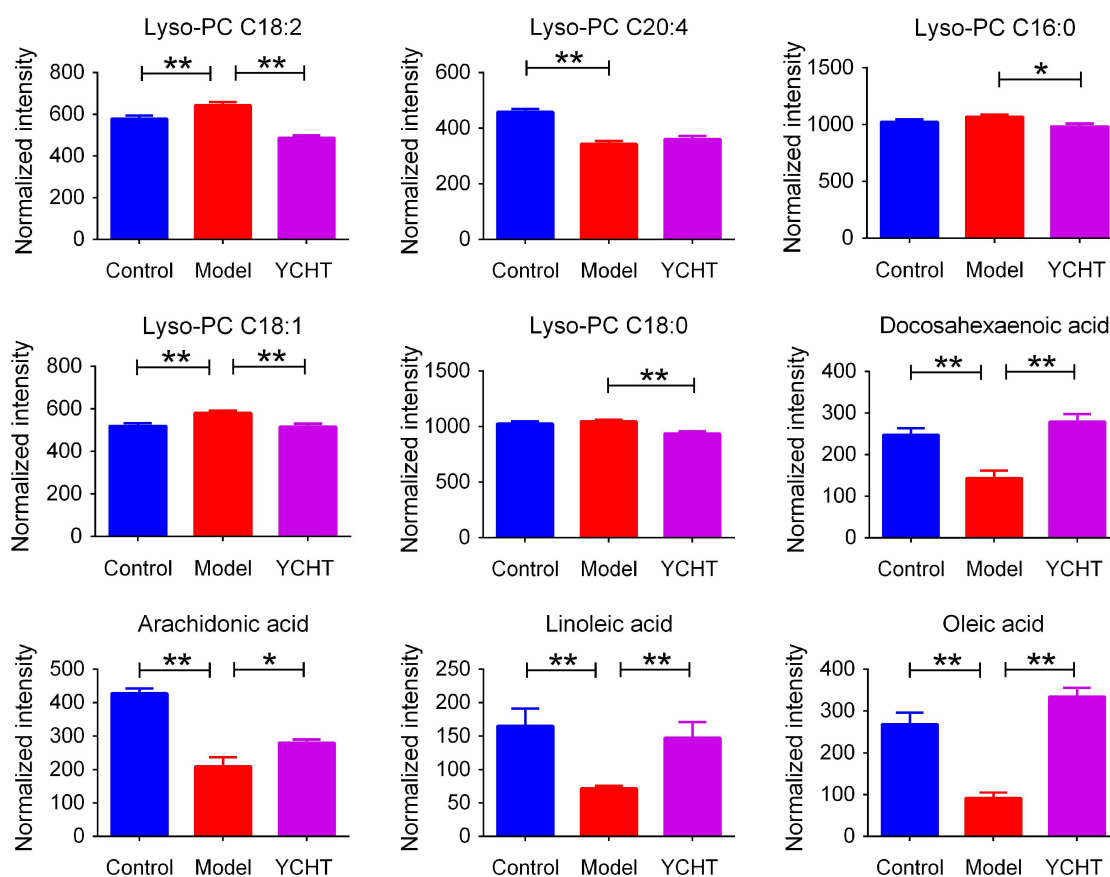 Lyso-PC C18:2
Normalized intensity
800
600
400
200
0
** **
Control Model YCHT
Lyso-PC C20:4
Normalized intensity
600
400
200
0
**
Control Model YCHT
Lyso-PC C16:0
Normalized intensity
1500
1000
500
0
*
Control Model YCHT
Lyso-PC C18:1
Normalized intensity
800
600
400
200
0
** **
Control Model YCHT
Lyso-PC C18:0
Normalized intensity
1500
1000
500
0
**
Control Model YCHT
Docosahexaenoic acid
Normalized intensity
400
300
200
100
0
** **
Control Model YCHT
Arachidonic acid
Normalized intensity
500
400
300
200
100
0
** *
Control Model YCHT
Linoleic acid
Normalized intensity
250
200
150
100
50
0
** **
Control Model YCHT
Oleic acid
Normalized intensity
400
300
200
100
0
** **
Control Model YCHT